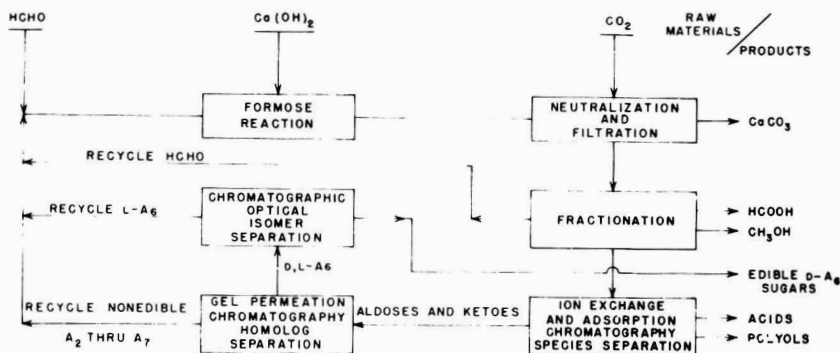 HCHO
Ca(OH)2
CO2
RAW
MATERIALS
PRODUCTS
FORMOSE
REACTION
NEUTRALIZATION
AND
FILTRATION
CaCO3
RECYCLE HCHO
RECYCLE L-A6
CHROMATOGRAPHIC
OPTICAL
ISOMER
SEPARATION
FRACTIONATION
HCOOH
CH3OH
D,L-A6
EDIBLE D-A6
SUGARS
RECYCLE NONEDIBLE
A2 THRU A7
GEL PERMEATION
CHROMATOGRAPHY
HOMOLOG
SEPARATION
ALDOSES AND KETOES
ION EXCHANGE
AND ADSORPTION
CHROMATOGRAPHY
SPECIES SEPARATION
ACIDS
POLYOLS